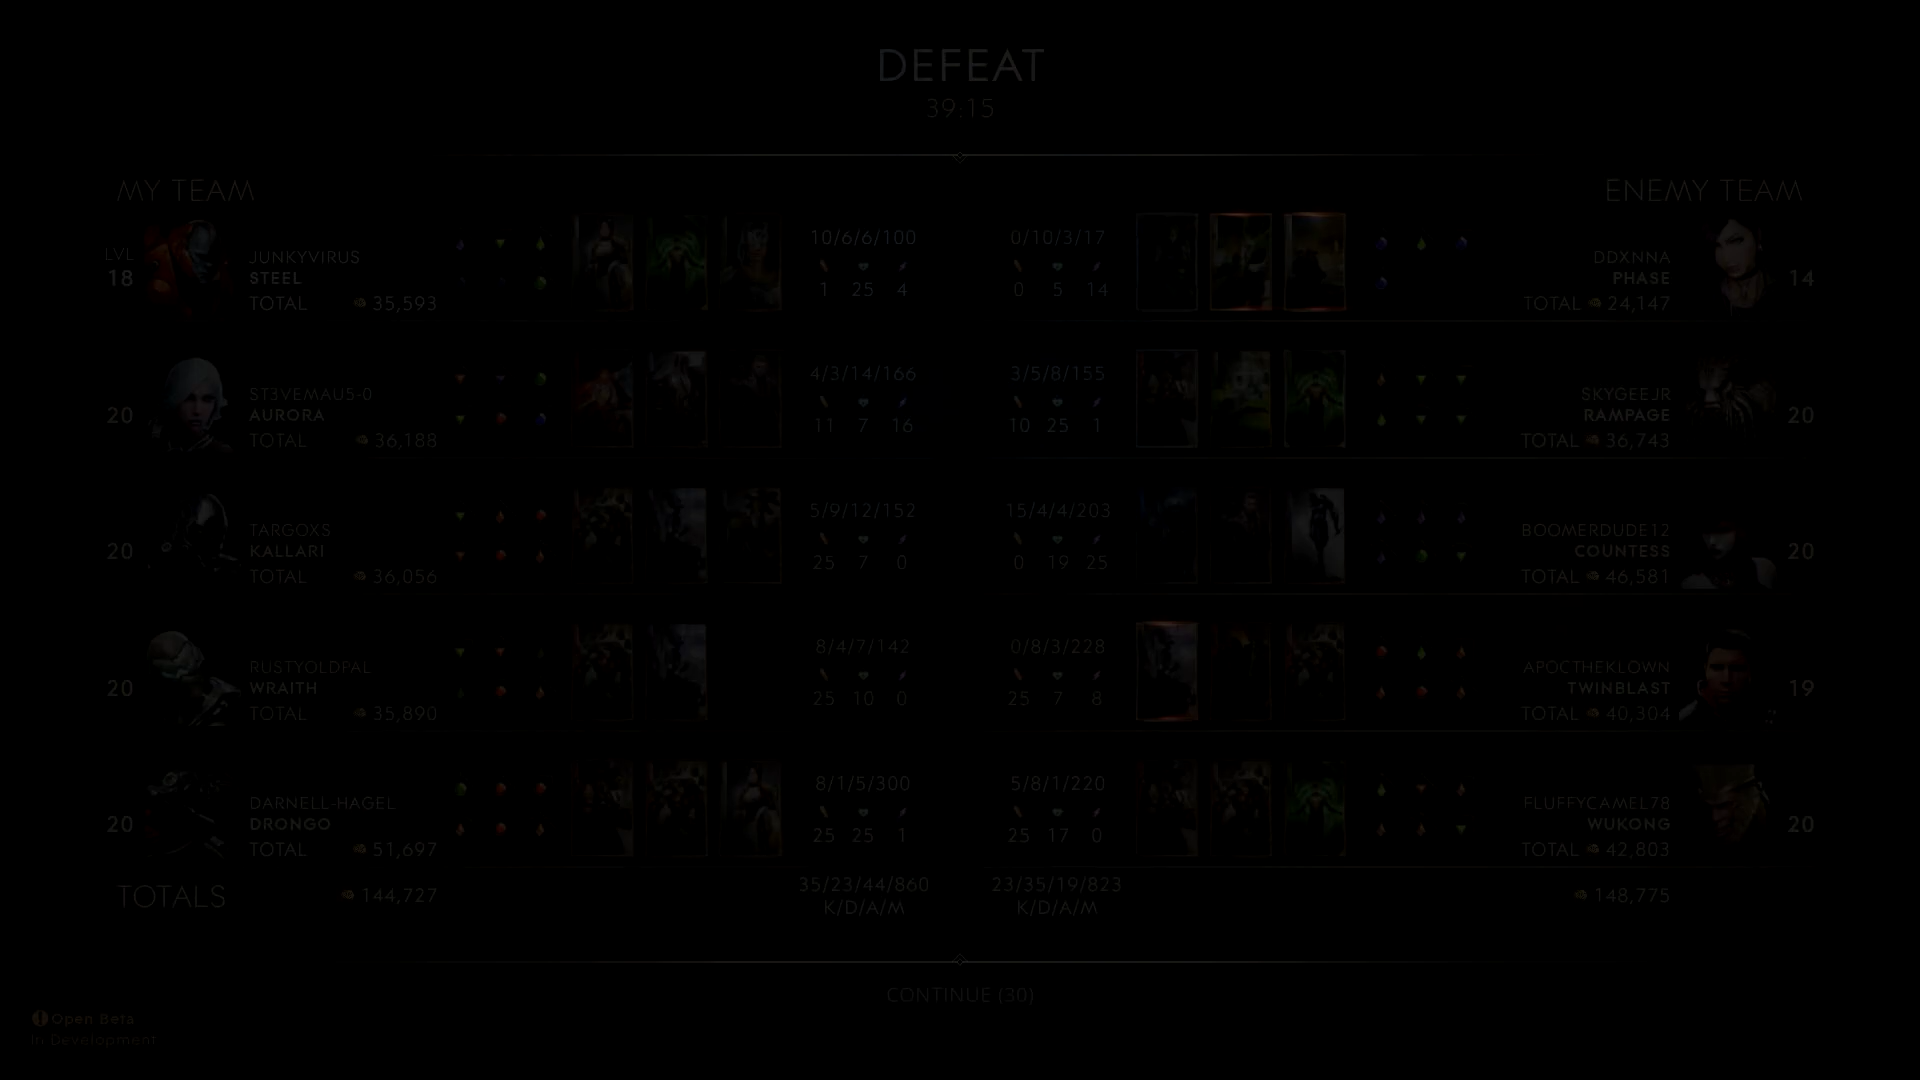 DEFEAT
39:15
MY TEAM
ENEMY TEAM
LVL
18
JUNKYVIRUS
STEEL
TOTAL 35,593
10/6/6/100
1 25 4
0/10/3/17
0 5 14
DDXNNA
PHASE
TOTAL 24,147
14
20
ST3VEMAU5-0
AURORA
TOTAL 36,188
4/3/14/166
11 7 16
3/5/8/155
10 25 1
SKYGEEJR
RAMPAGE
TOTAL 36,743
20
20
TARGOXS
KALLARI
TOTAL 36,056
5/9/12/152
25 7 0
15/4/4/203
0 19 25
BOOMERDUDE12
COUNTESS
TOTAL 46,581
20
20
RUSTYOLDPAL
WRAITH
TOTAL 35,890
8/4/7/142
25 10 0
0/8/3/228
25 7 8
APOCTHEKLOWN
TWINBLAST
TOTAL 40,304
19
20
DARNELL-HAGEL
DRONGO
TOTAL 51,697
8/1/5/300
25 25 1
5/8/1/220
25 17 0
FLUFFYCAMEL78
WUKONG
TOTAL 42,803
20
TOTALS 144,727
35/23/44/860
K/D/A/M
23/35/19/823
K/D/A/M
148,775
CONTINUE (30)
Open Beta
In Development